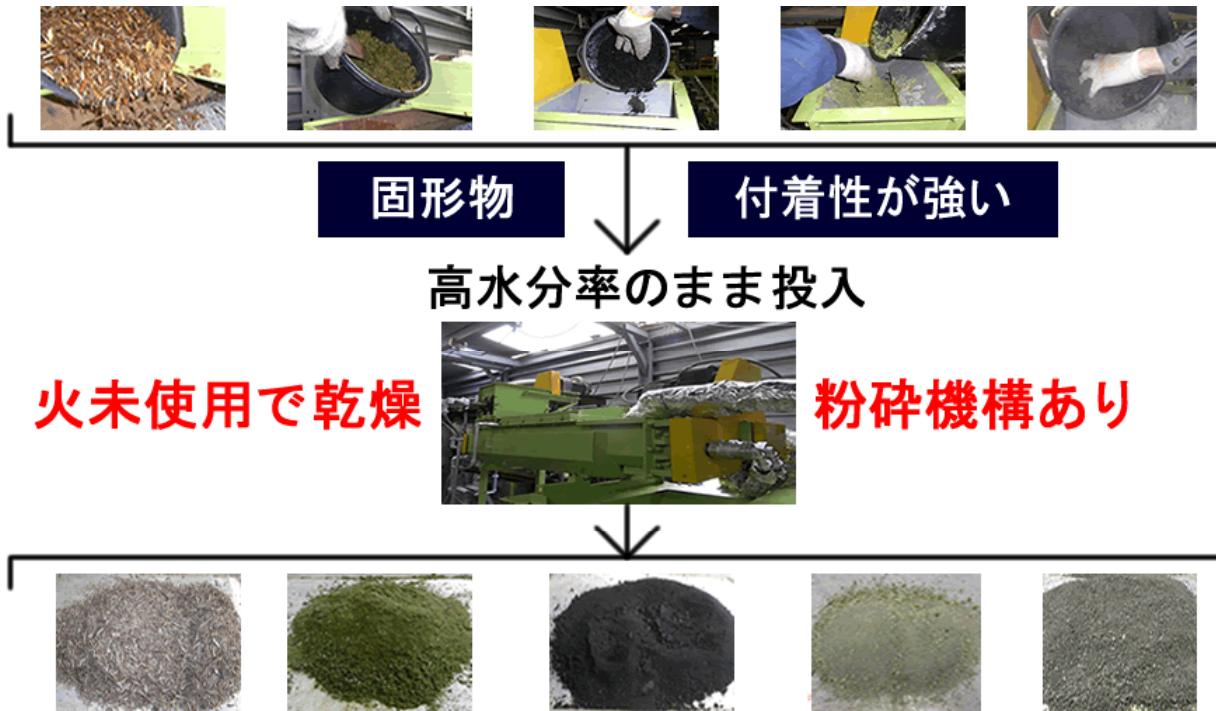 固形物
付着性が強い
高水分率のまま投入
火未使用で乾燥
粉砕機構あり